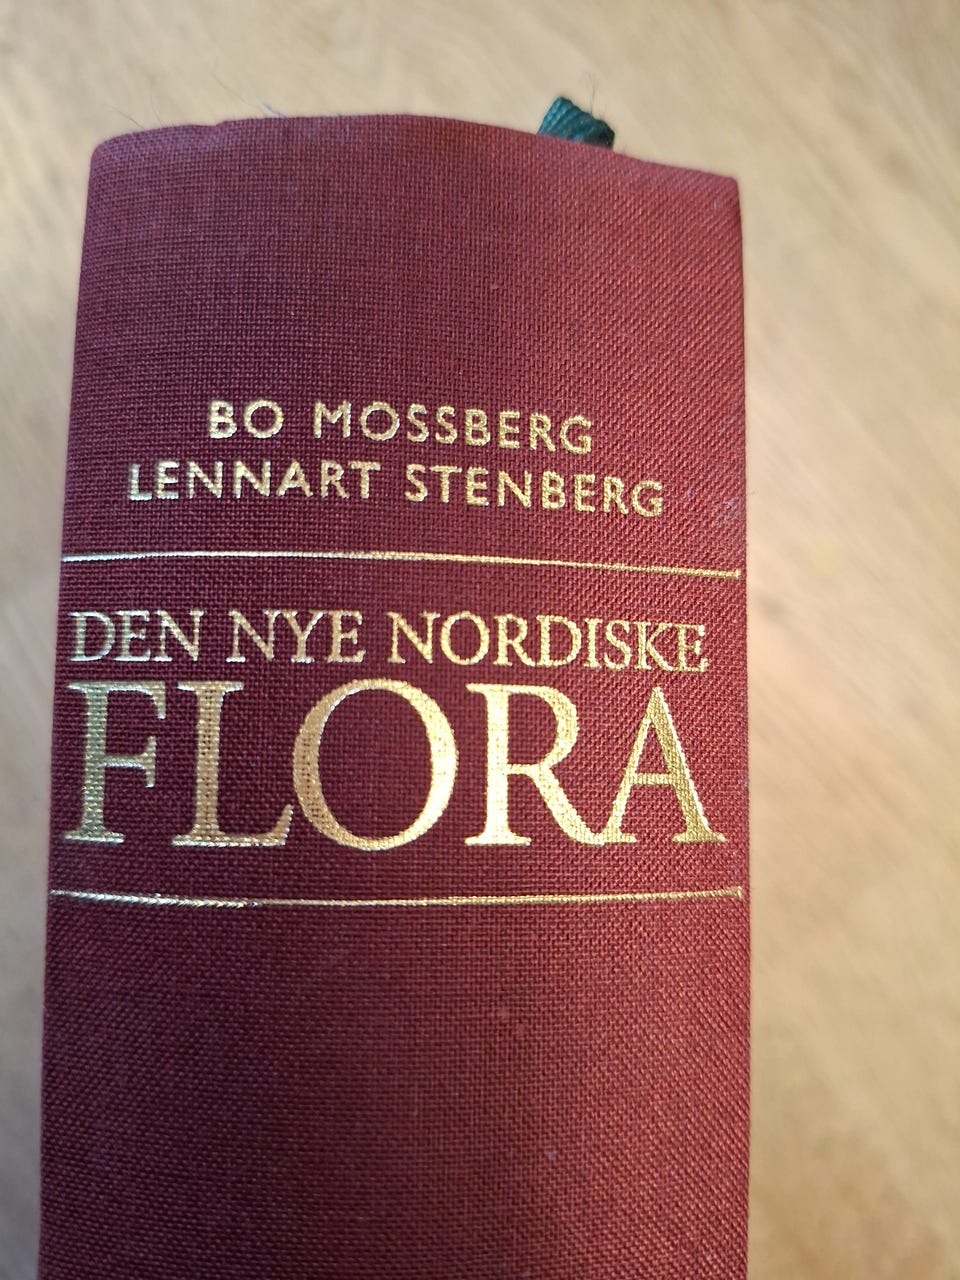 BO MOSSBERG
LENNART STENBERG
DEN NYE NORDISKE
FLORA